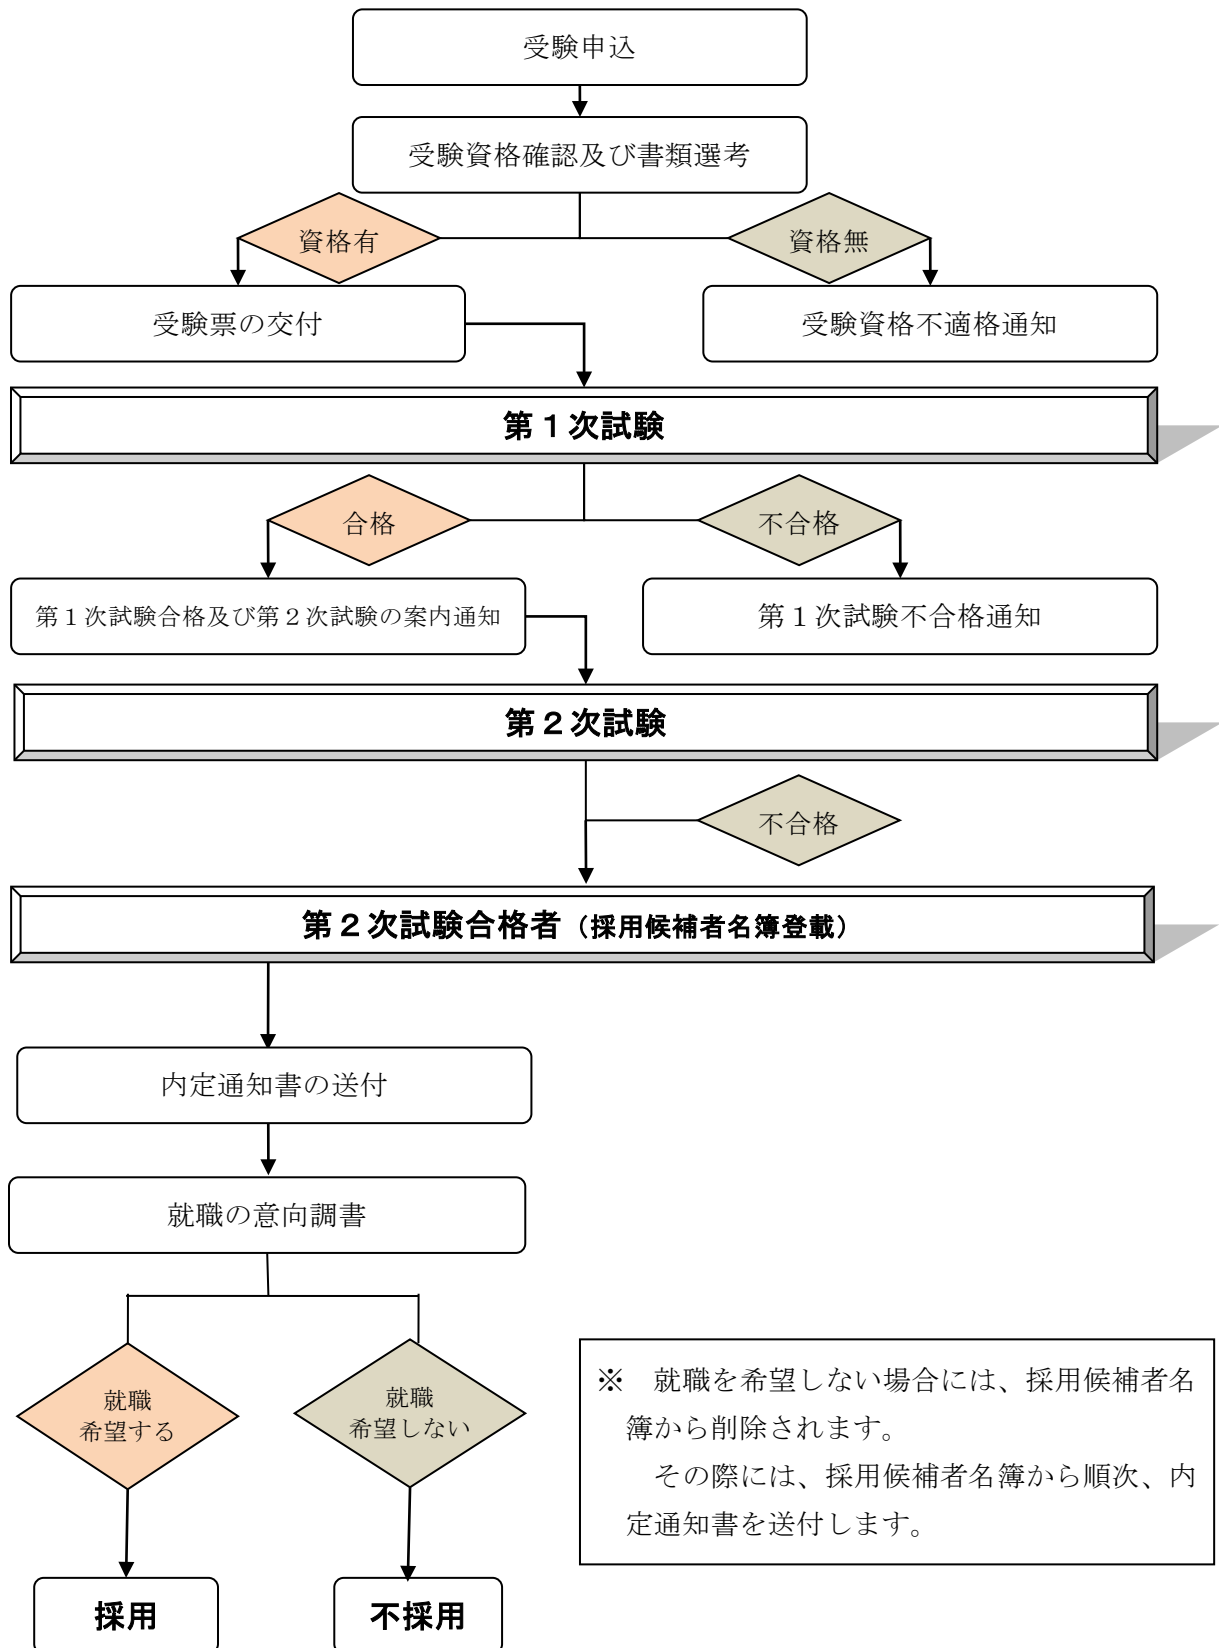 受験申込
受験資格確認及び書類選考
資格有
資格無
受験票の交付
受験資格不適格通知
第1次試験
合格
不合格
第1次試験合格及び第2次試験の案内通知
第1次試験不合格通知
第2次試験
不合格
第2次試験合格者（採用候補者名簿登載）
内定通知書の送付
就職の意向調書
就職
希望する
就職
希望しない
※　就職を希望しない場合には、採用候補者名
簿から削除されます。
その際には、採用候補者名簿から順次、内
定通知書を送付します。
採用
不採用